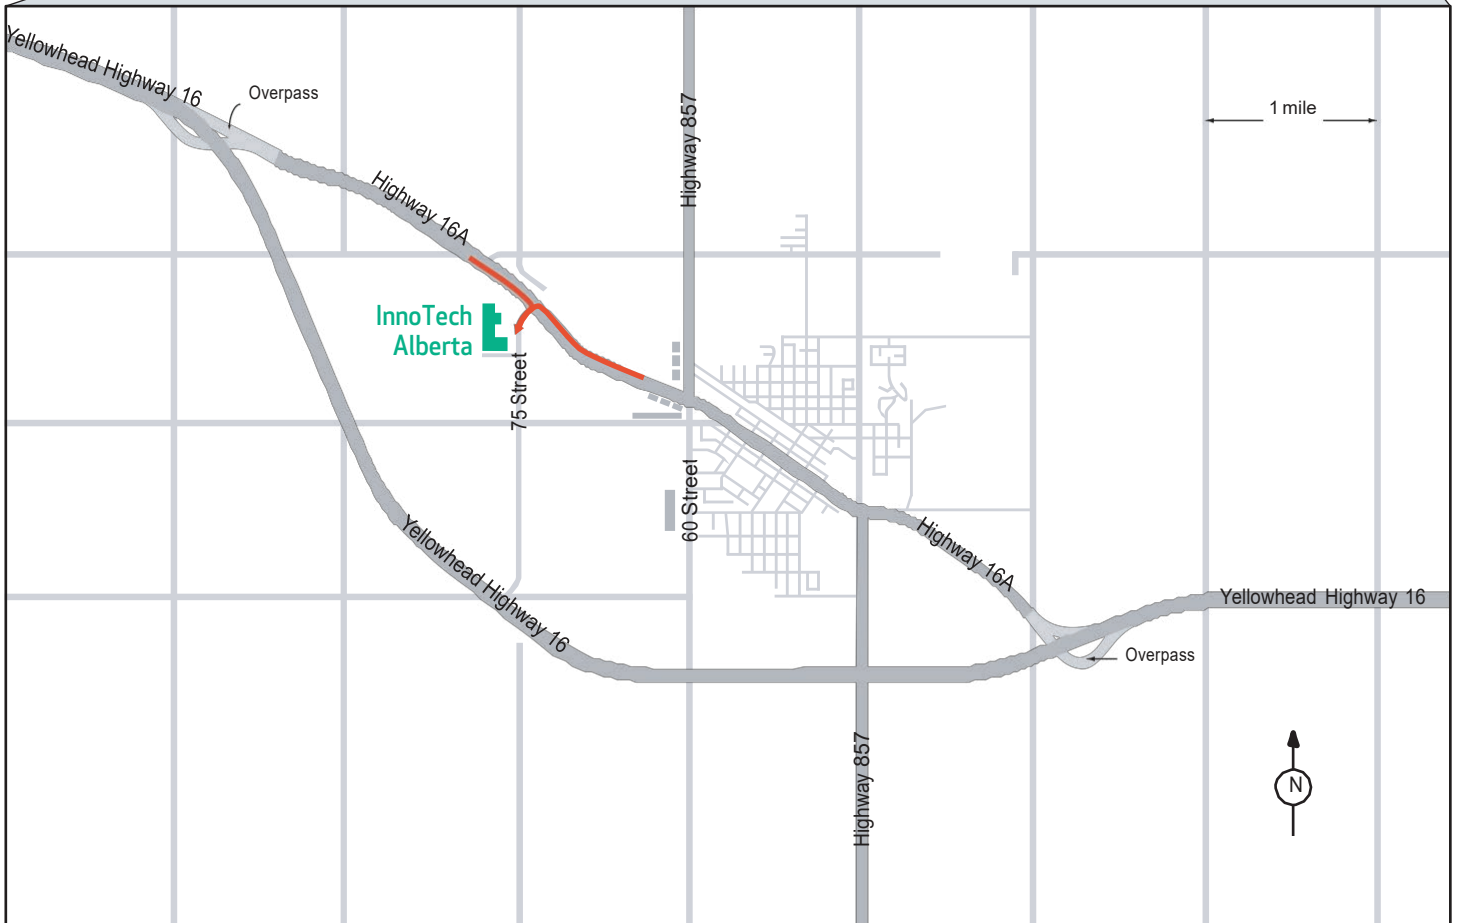 Yellowhead Highway 16
Overpass
Highway 857
1 mile
Highway 16A
InnoTech
Alberta
75 Street
60 Street
Yellowhead Highway 16
Highway 16A
Yellowhead Highway 16
Overpass
Highway 857
N